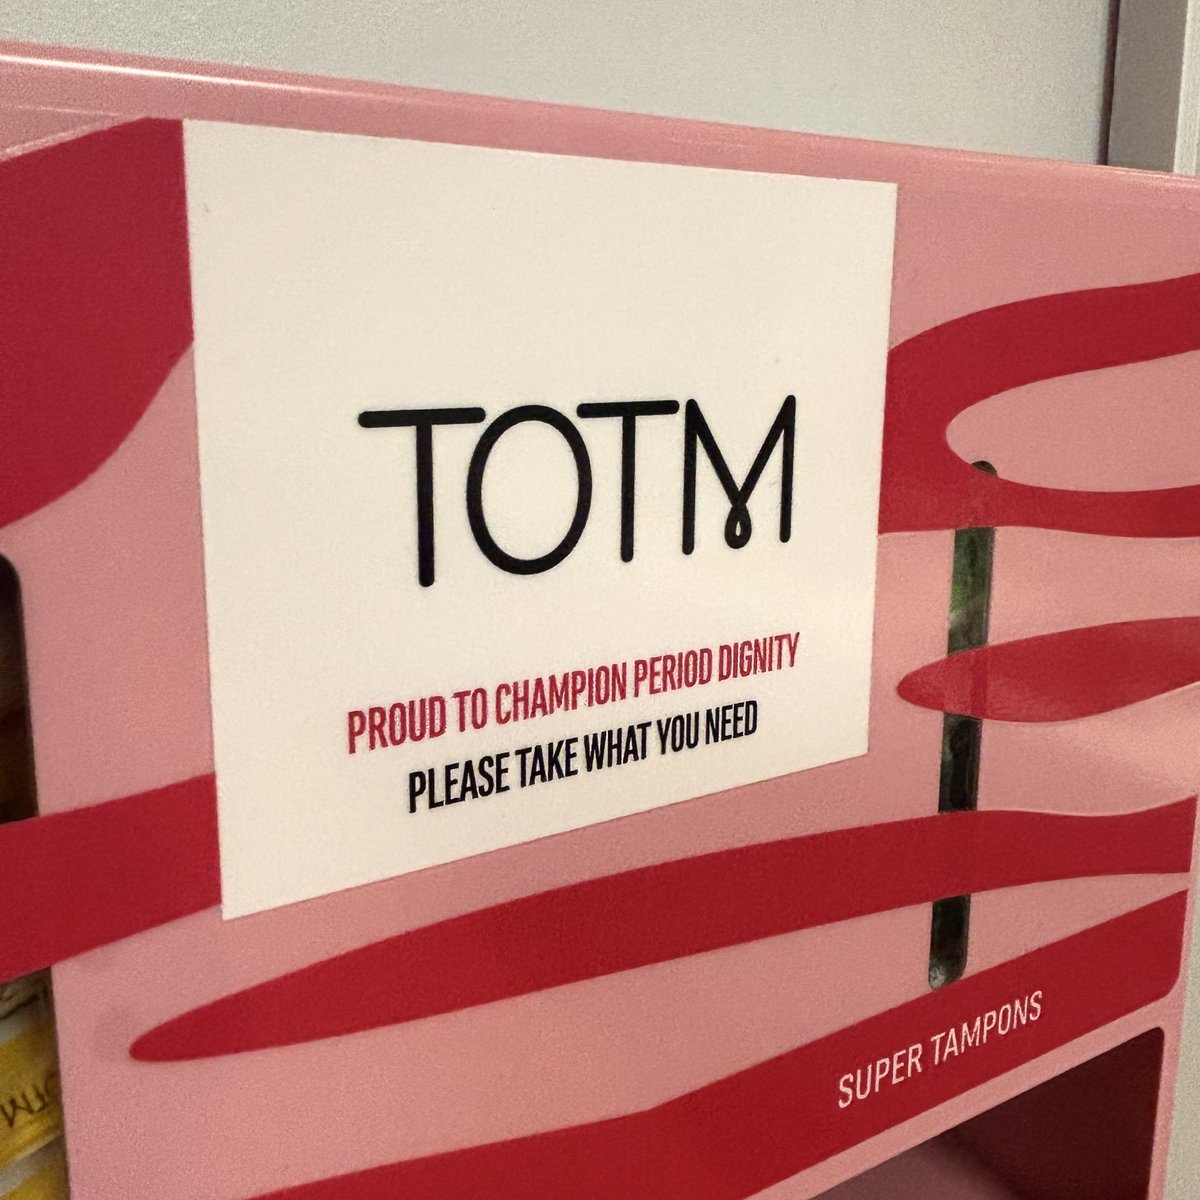 TOTM
PROUD TO CHAMPION PERIOD DIGNITY
PLEASE TAKE WHAT YOU NEED
SUPER TAMPONS